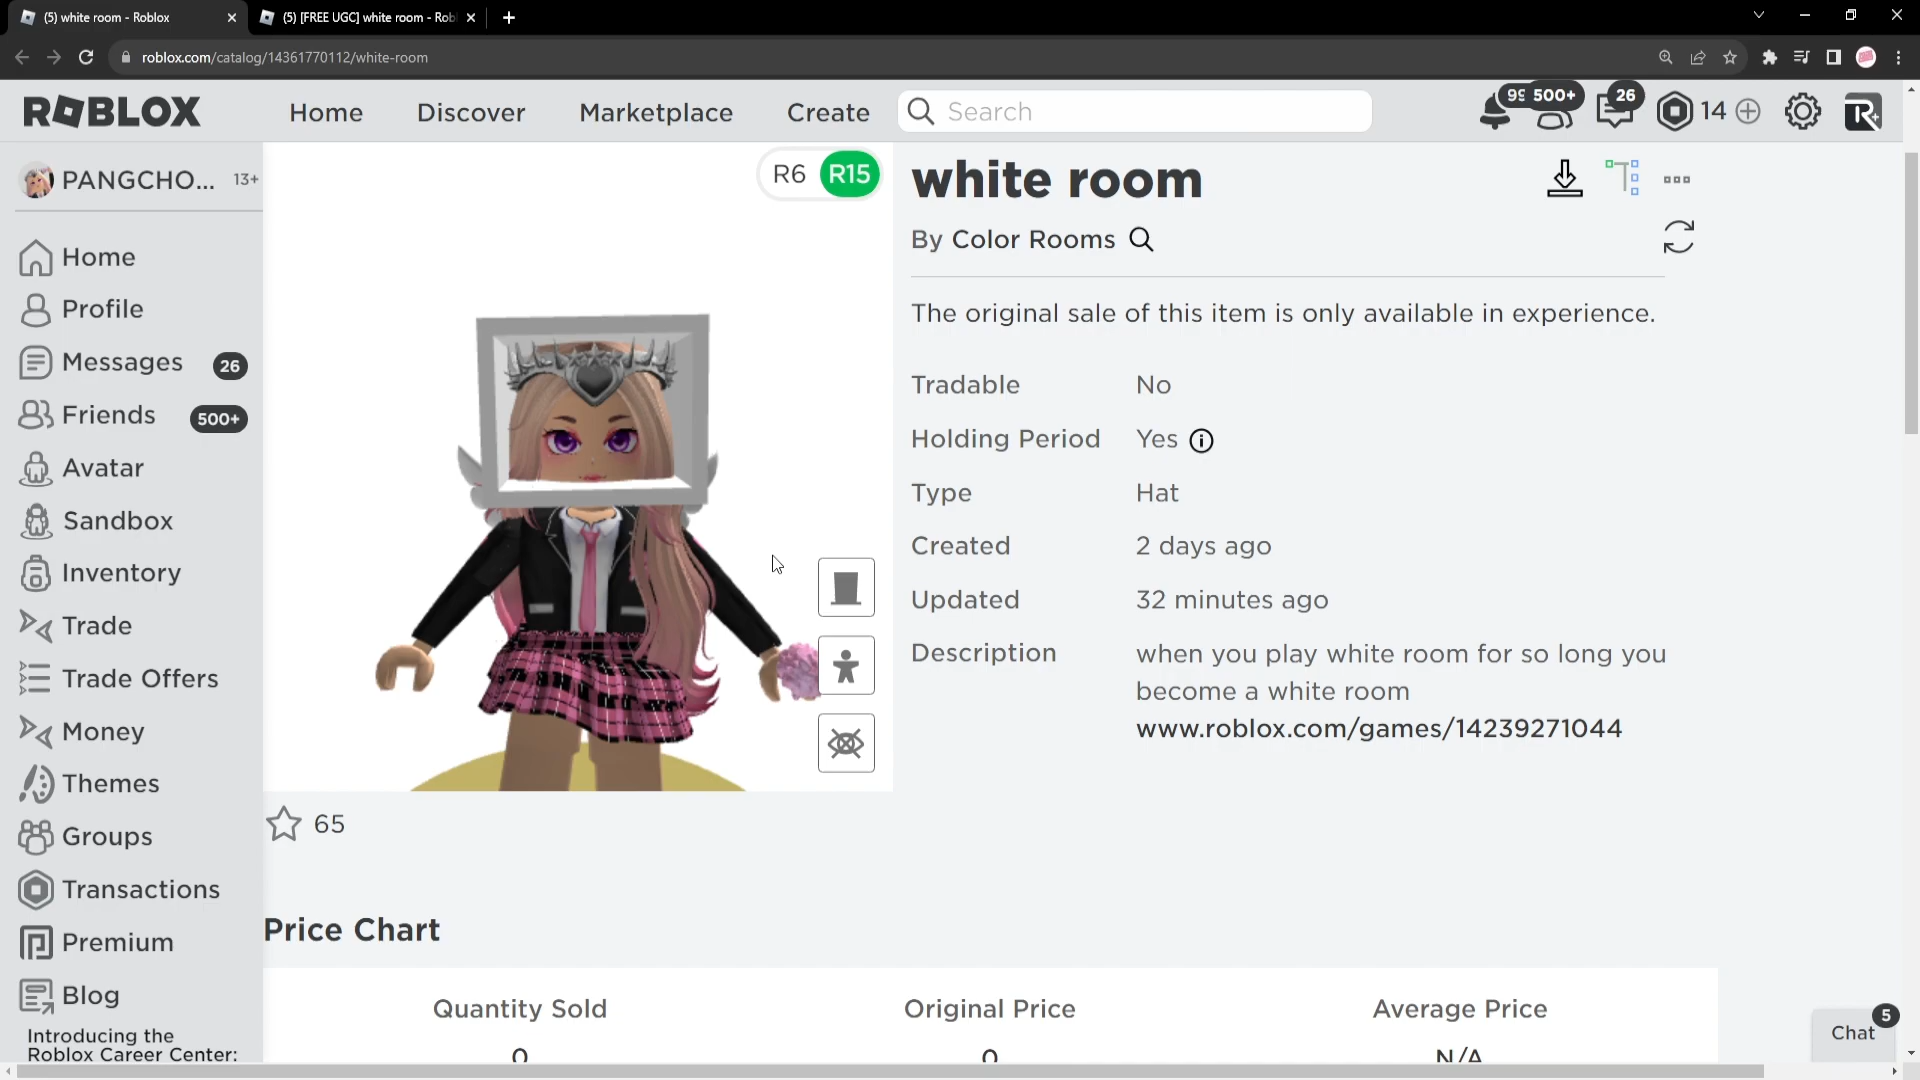 (5) white room - Roblox
(5) [FREE UGC] white room - Rob
roblox.com/catalog/14361770112/white-room
ROBLOX
Home
Discover
Marketplace
Create
Search
99
500+
26
14
PANGCHO...
13+
Home
Profile
Messages
26
Friends
500+
Avatar
Sandbox
Inventory
Trade
Trade Offers
Money
Themes
Groups
Transactions
Premium
Blog
Introducing the
Roblox Career Center:
R6
R15
white room
By Color Rooms
The original sale of this item is only available in experience.
Tradable No
Holding Period Yes
Type Hat
Created 2 days ago
Updated 32 minutes ago
Description when you play white room for so long you
become a white room
www.roblox.com/games/14239271044
65
Price Chart
Quantity Sold Original Price Average Price
0 0 N/A
Chat
5